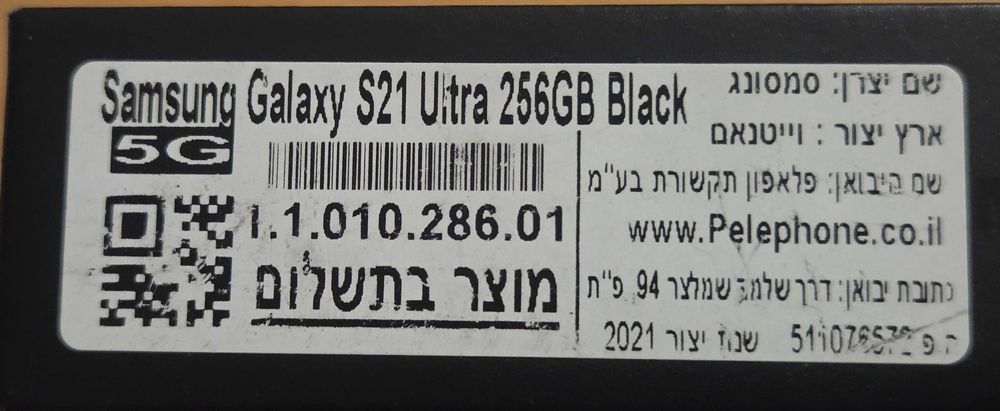 Samsung Galaxy S21 Ultra 256GB Black
5G
1.1.010.286.01
מוצר בתשלום
שם יצרן: סמסונג
ארץ יצור : וייטנאם
שם היבואן: פלאפון תקשורת בע"מ
www.Pelephone.co.il
כתובת יבואן: דרך שלמה שמלצר 94 פ"ת
שנת יצור 2021